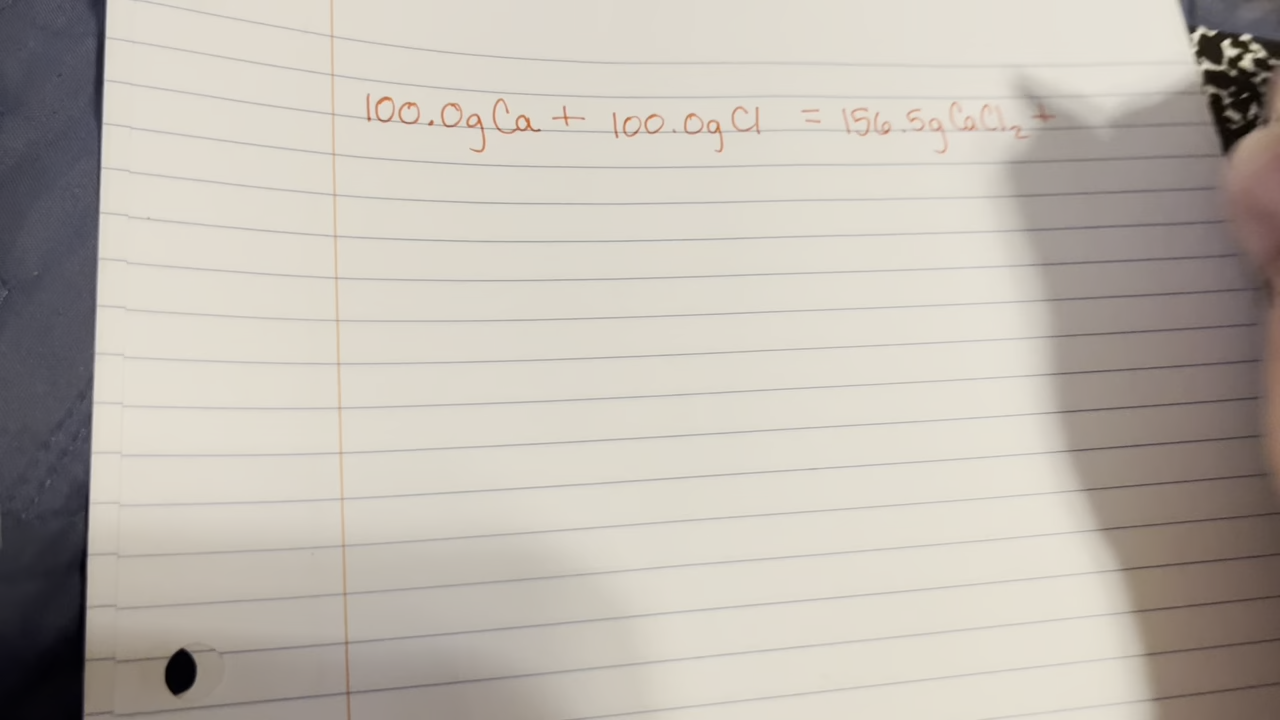 100.0g Ca + 100.0g Cl = 156.5g CaCl₂ +